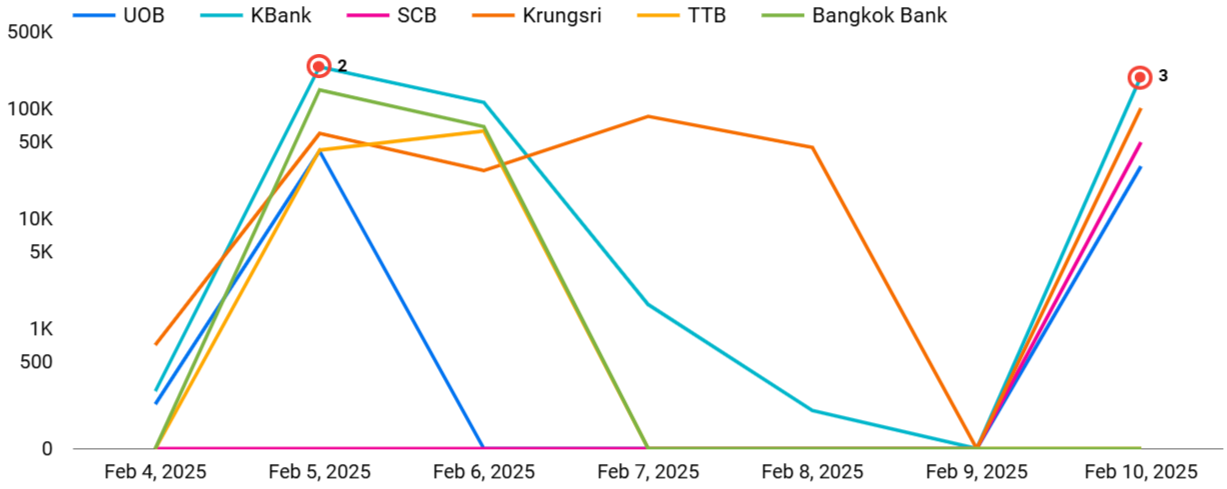 UOB KBank SCB Krungsri TTB Bangkok Bank
500K
2
3
100K
50K
10K
5K
1K
500
0
Feb 4, 2025 Feb 5, 2025 Feb 6, 2025 Feb 7, 2025 Feb 8, 2025 Feb 9, 2025 Feb 10, 2025